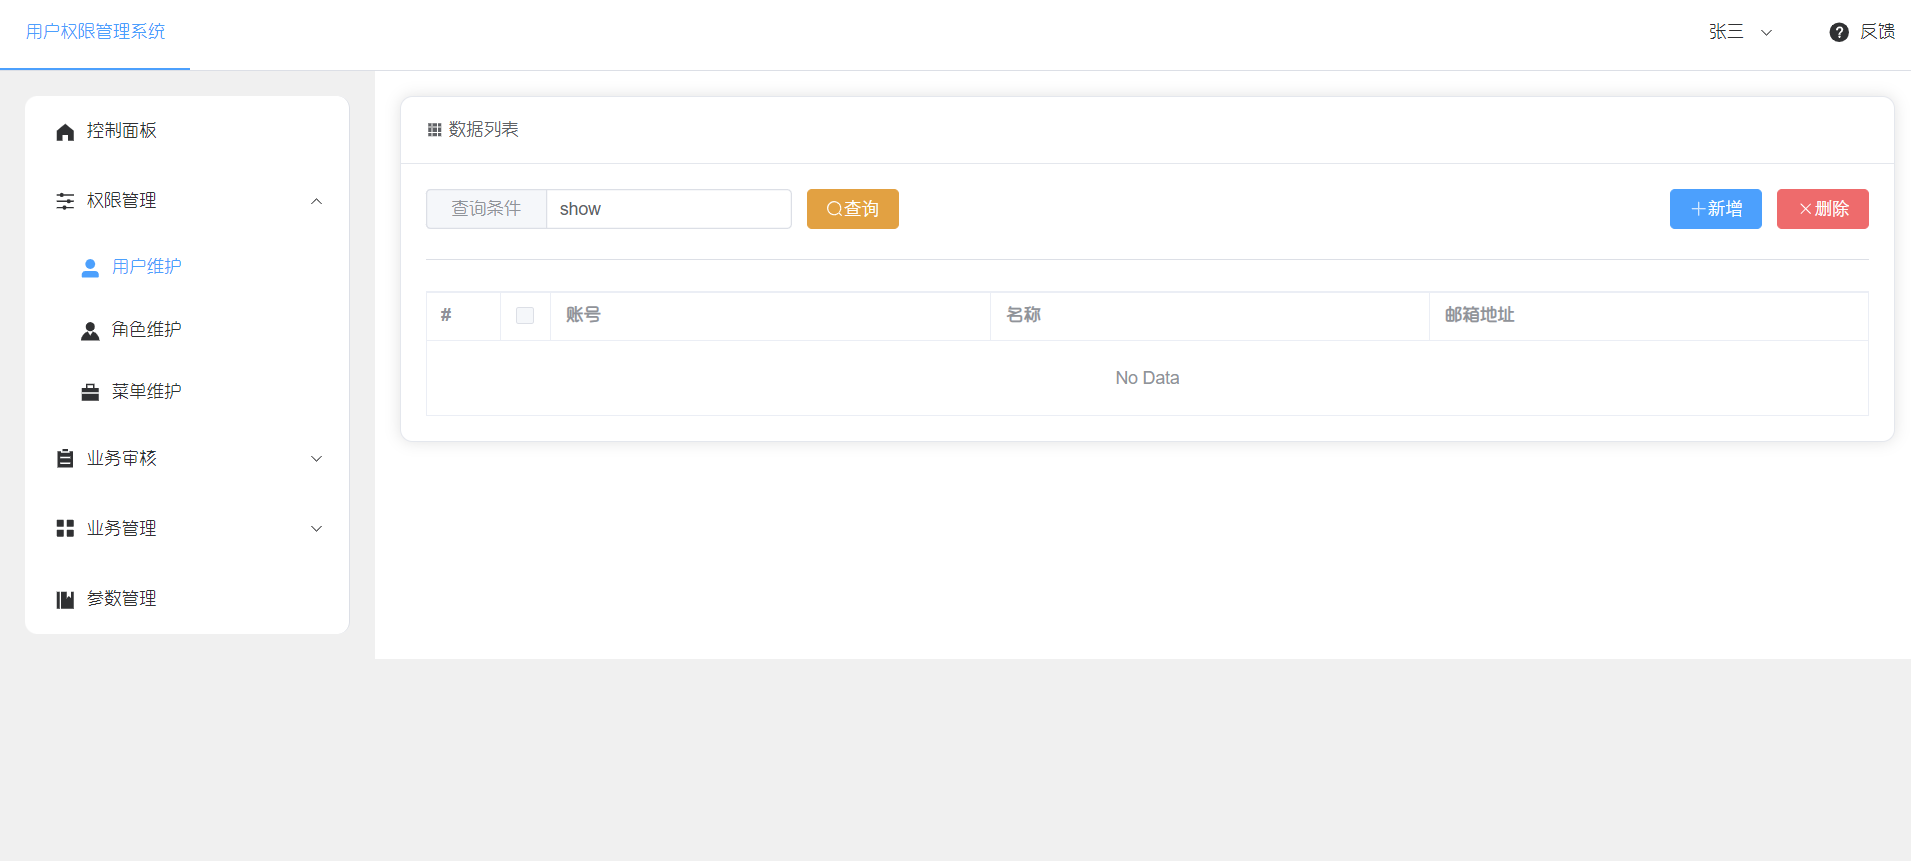 用户权限管理系统
张三
反馈
控制面板
权限管理
用户维护
角色维护
菜单维护
业务审核
业务管理
参数管理
数据列表
查询条件 show 查询 新增 删除
# 账号 名称 邮箱地址
No Data